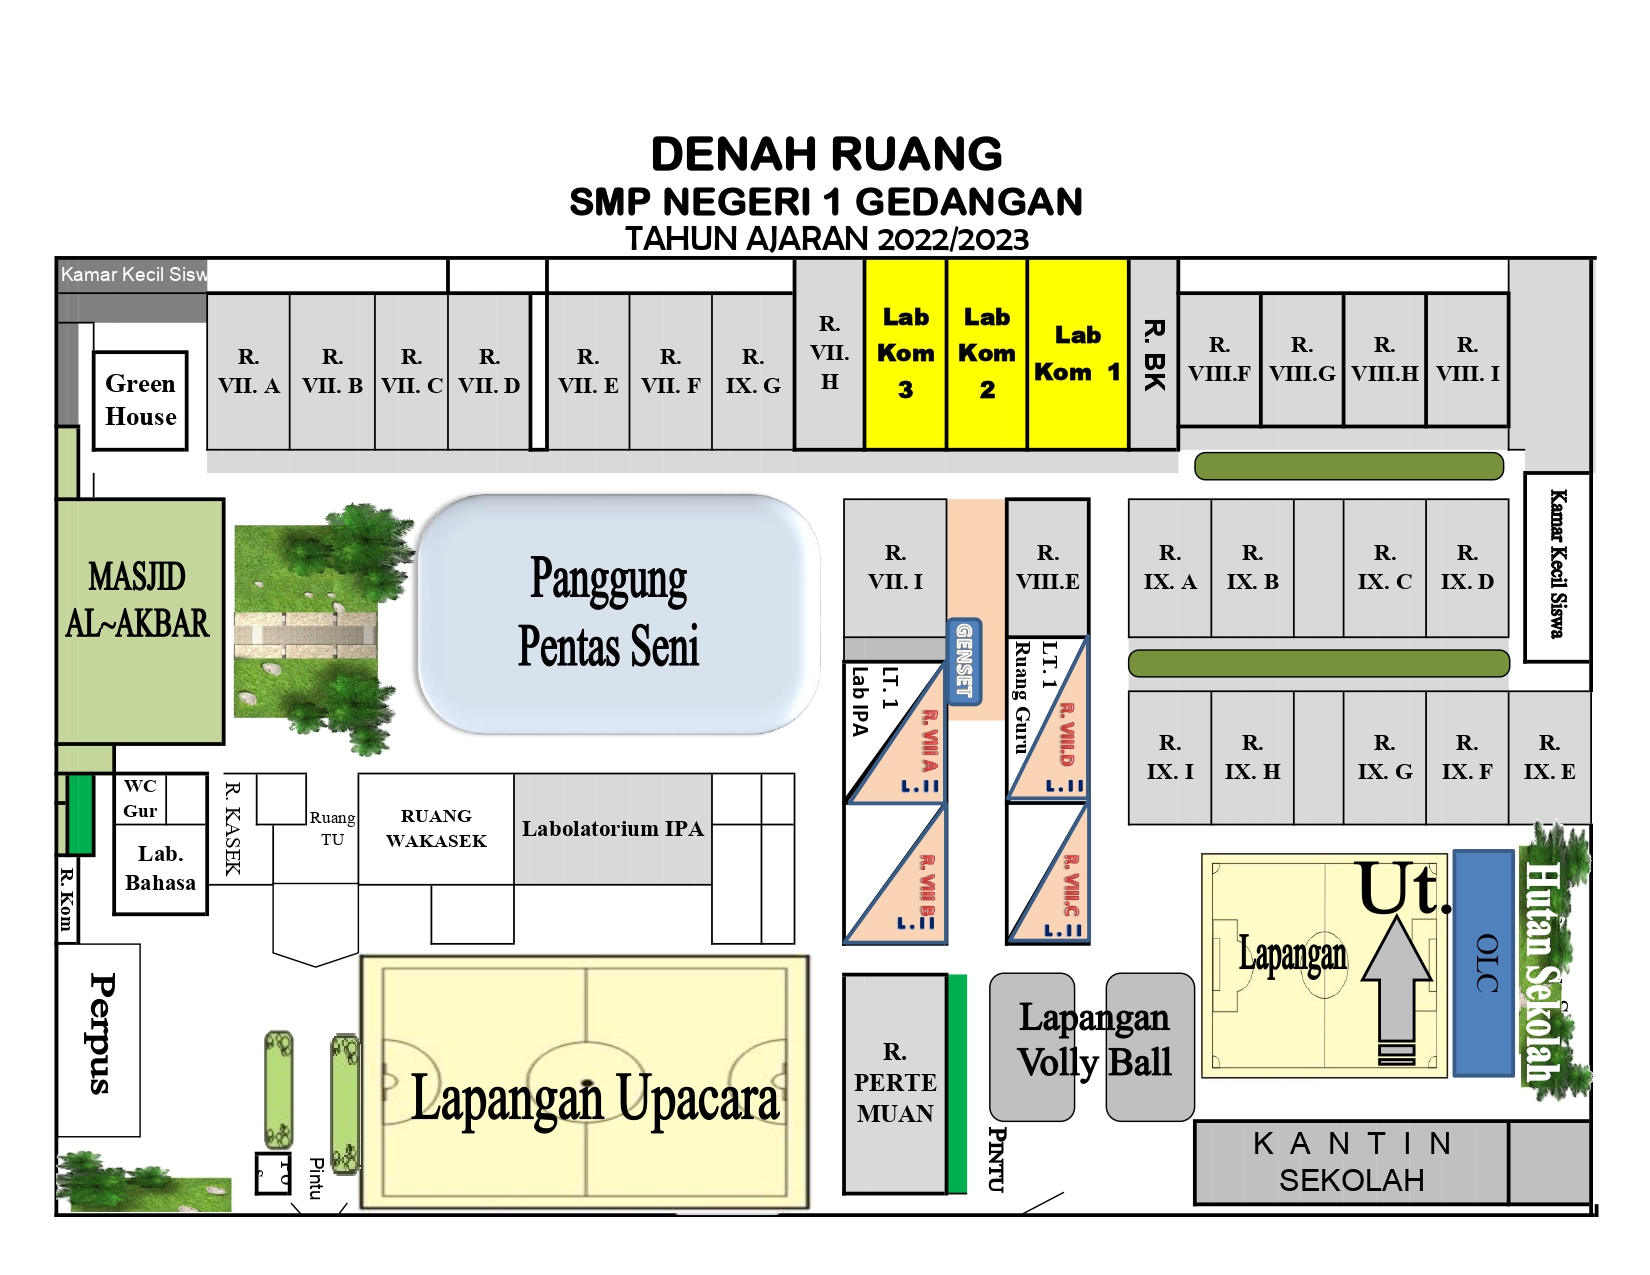 DENAH RUANG
SMP NEGERI 1 GEDANGAN
TAHUN AJARAN 2022/2023
Kamar Kecil Sisw
Green
House
R.
VII. A
R.
VII. B
R.
VII. C
R.
VII. D
R.
VII. E
R.
VII. F
R.
IX. G
R.
VII.
H
Lab
Kom
3
Lab
Kom
2
Lab
Kom 1
R. BK
R.
VIII.F
R.
VIII.G
R.
VIII.H
R.
VIII. I
MASJID
AL~AKBAR
Panggung
Pentas Seni
R.
VII. I
GENSET
R.
VIII.E
R.
IX. A
R.
IX. B
R.
IX. C
R.
IX. D
Kamar Kecil Siswa
LT. 1
Lab IPA
R. VIII A
L.II
LT. 1
Ruang Guru
R. VIII.D
L.II
R.
IX. I
R.
IX. H
R.
IX. G
R.
IX. F
R.
IX. E
WC
Gur
Lab.
Bahasa
R. KASEK
Ruang
TU
RUANG
WAKASEK
Labolatorium IPA
R. VIII B
L.II
R. VIII.C
L.II
R. Kom
Perpus
Lapangan Upacara
Pintu
R.
PERTE
MUAN
Lapangan
Volly Ball
PINTU
Lapangan
Ut.
OLC
Hutan Sekolah
KANTIN
SEKOLAH